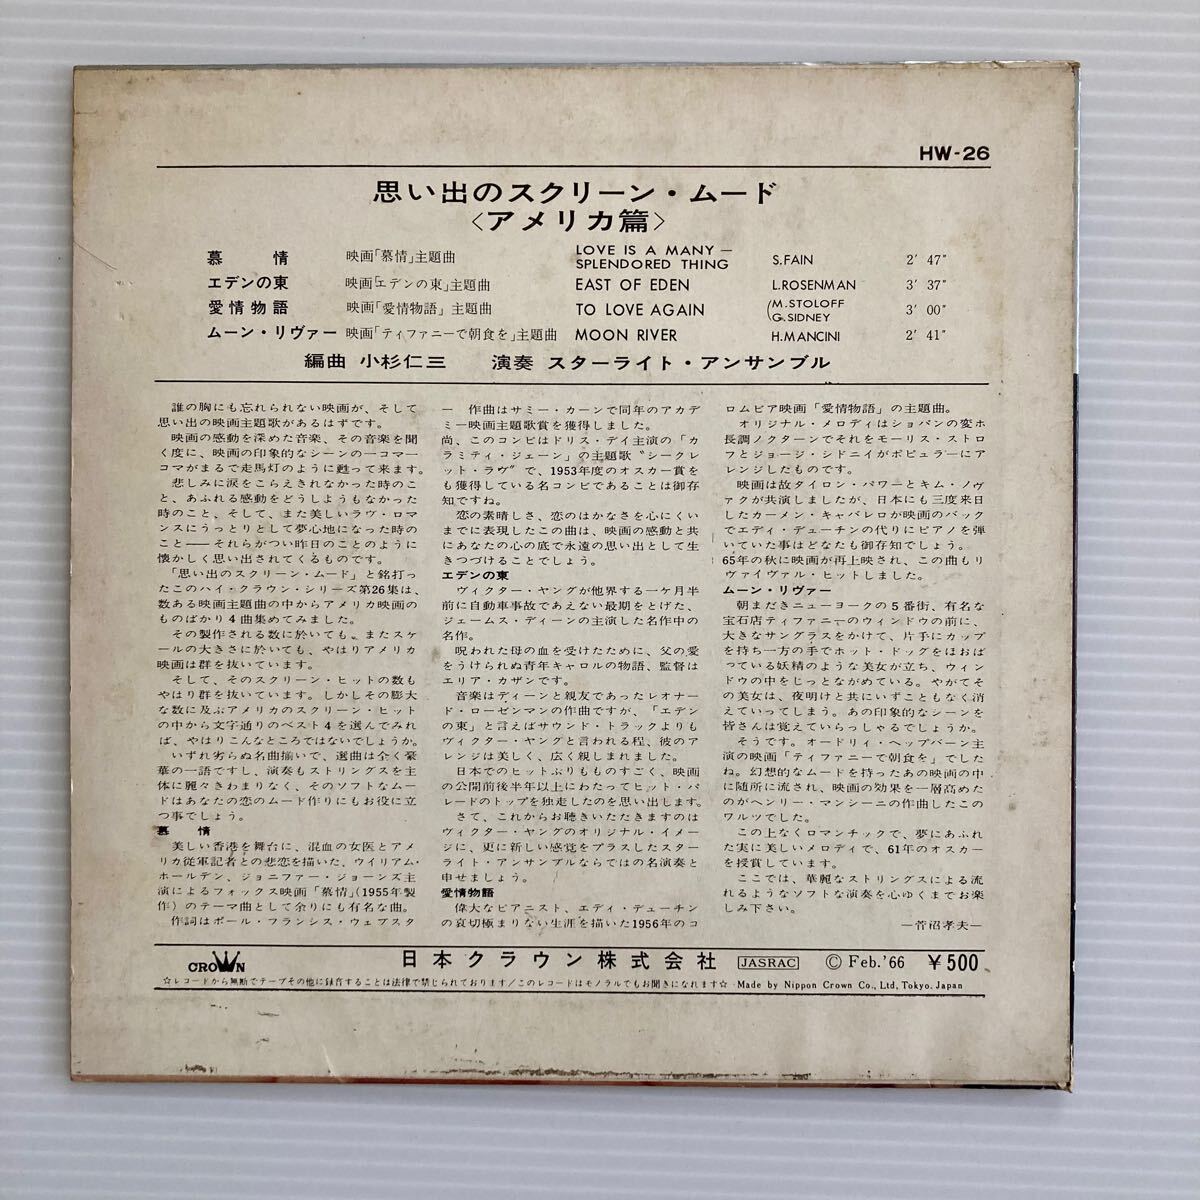 HW-26
思い出のスクリーン・ムード
〈アメリカ篇〉
慕情 映画「慕情」主題曲 LOVE IS A MANY—SPLENDORED THING S.FAIN 2′ 47″
エデンの東 映画「エデンの東」主題曲 EAST OF EDEN L.ROSENMAN 3′ 37″
愛情物語 映画「愛情物語」主題曲 TO LOVE AGAIN (M.STOLOFF G.SIDNEY 3′ 00″
ムーン・リヴァー 映画「ティファニーで朝食を」主題曲 MOON RIVER H.MANCINI 2′ 41″
編曲 小杉仁三 演奏 スターライト・アンサンブル
誰の胸にも忘れられない映画が、そして
思い出の映画主題歌があるはずです。
映画の感動を深めた音楽、その音楽を聞
く度に、映画の印象的なシーンの一コマー
コマがまるで走馬灯のように甦って来ます。
悲しみに涙をこらえきれなかった時のこ
と、あふれる感動をどうしようもなかった
時のこと、そして、また美しいラヴ・ロマ
ンスにうっとりとして夢心地になった時の
こと——それらがつい昨日のことのように
懐かしく思い出されてくるものです。
「思い出のスクリーン・ムード」と銘打っ
たこのハイ・クラウン・シリーズ第26集は、
数ある映画主題曲の中からアメリカ映画の
ものばかり4曲集めてみました。
その製作される数に於いても、またスケ
ールの大きさに於いても、やはりアメリカ
映画は群を抜いています。
そして、そのスクリーン・ヒットの数も
やはり群を抜いています。しかしその膨大
な数に及ぶアメリカのスクリーン・ヒット
の中から文字通りのベスト4を選んでみれ
ば、やはりこんなところではないでしょうか。
いずれ劣らぬ名曲揃いで、選曲は全く豪
華の一語ですし、演奏もストリングスを主
体に麗々きわまりなく、そのソフトなムー
ドはあなたの恋のムード作りにもお役に立
つ事でしょう。
慕情
美しい香港を舞台に、混血の女医とアメ
リカ従軍記者との悲恋を描いた、ウイリアム・
ホールデン、ジョニファー・ジョーンズ主
演によるフォックス映画「慕情」(1955年製
作)のテーマ曲として余りにも有名な曲。
作詞はポール・フランシス・ウェブスタ
ー 作曲はサミー・カーンで同年のアカデ
ミー映画主題歌賞を獲得しました。
尚、このコンビはドリス・デイ主演の「カ
ラミティ・ジェーン」の主題歌〝シークレ
ット・ラヴ〟で、1953年度のオスカー賞を
も獲得している名コンビであることは御存
知ですね。
恋の素晴しさ、恋のはかなさを心にくい
までに表現したこの曲は、映画の感動と共
にあなたの心の底で永遠の思い出として生
きつづけることでしょう。
エデンの東
ヴィクター・ヤングが他界する一ケ月半
前に自動車事故であえない最期をとげた、
ジェームス・ディーンの主演した名作中の
名作。
呪われた母の血を受けたために、父の愛
をうけられぬ青年キャロルの物語、監督は
エリア・カザンです。
音楽はディーンと親友であったレオナー
ド・ローゼンマンの作曲ですが、「エデン
の東」と言えばサウンド・トラックよりも
ヴィクター・ヤングと言われる程、彼のア
レンジは美しく、広く親しまれました。
日本でのヒットぶりもものすごく、映画
の公開前後半年以上にわたってヒット・パ
レードのトップを独走したのを思い出します。
さて、これからお聴きいただきますのは
ヴィクター・ヤングのオリジナル・イメー
ジに、更に新しい感覚をプラスしたスター
ライト・アンサンブルならではの名演奏と
申せましょう。
愛情物語
偉大なピアニスト、エディ・デューチン
の哀切極まりない生涯を描いた1956年のコ
ロムビア映画「愛情物語」の主題曲。
オリジナル・メロディはショパンの変ホ
長調ノクターンでそれをモーリス・ストロ
フとジョージ・シドニイがポピュラーにア
レンジしたものです。
映画は故タイロン・パワーとキム・ノヴ
ァクが共演しましたが、日本にも三度来日
したカーメン・キャバレロが映画のバック
でエディ・デューチンの代りにピアノを弾
いていた事はどなたも御存知でしょう。
65年の秋に映画が再上映され、この曲もリ
ヴァイヴァル・ヒットしました。
ムーン・リヴァー
朝まだきニューヨークの5番街、有名な
宝石店ティファニーのウィンドウの前に、
大きなサングラスをかけて、片手にカップ
を持ち一方の手でホット・ドッグをほおば
っている妖精のような美女が立ち、ウィン
ドウの中をじっとながめている。やがてそ
の美女は、夜明けと共にいずこともなく消
えていってしまう。あの印象的なシーンを
皆さんは覚えていらっしゃるでしょうか。
そうです。オードリィ・ヘップバーン主
演の映画「ティファニーで朝食を」でした
ね。幻想的なムードを持ったあの映画の中
に随所に流され、映画の効果を一層高めた
のがヘンリー・マンシーニの作曲したこの
ワルツでした。
この上なくロマンチックで、夢にあふれ
た実に美しいメロディで、61年のオスカー
を授賞しています。
ここでは、華麗なストリングスによる流
れるようなソフトな演奏を心ゆくまでお楽
しみ下さい。
—菅沼孝夫—
CROWN 日本クラウン株式会社 JASRAC ©Feb.'66 ¥500
☆レコードから無断でテープその他に録音することは法律で禁じられております/このレコードはモノラルでもお聞きになれます☆ Made by Nippon Crown Co., Ltd, Tokyo. Japan